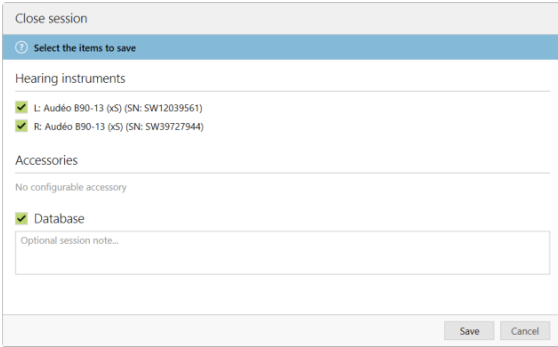 Close session
? Select the items to save
Hearing instruments
L: Audéo B90-13 (xS) (SN: SW12039561)
R: Audéo B90-13 (xS) (SN: SW39727944)
Accessories
No configurable accessory
Database
Optional session note...
Save Cancel